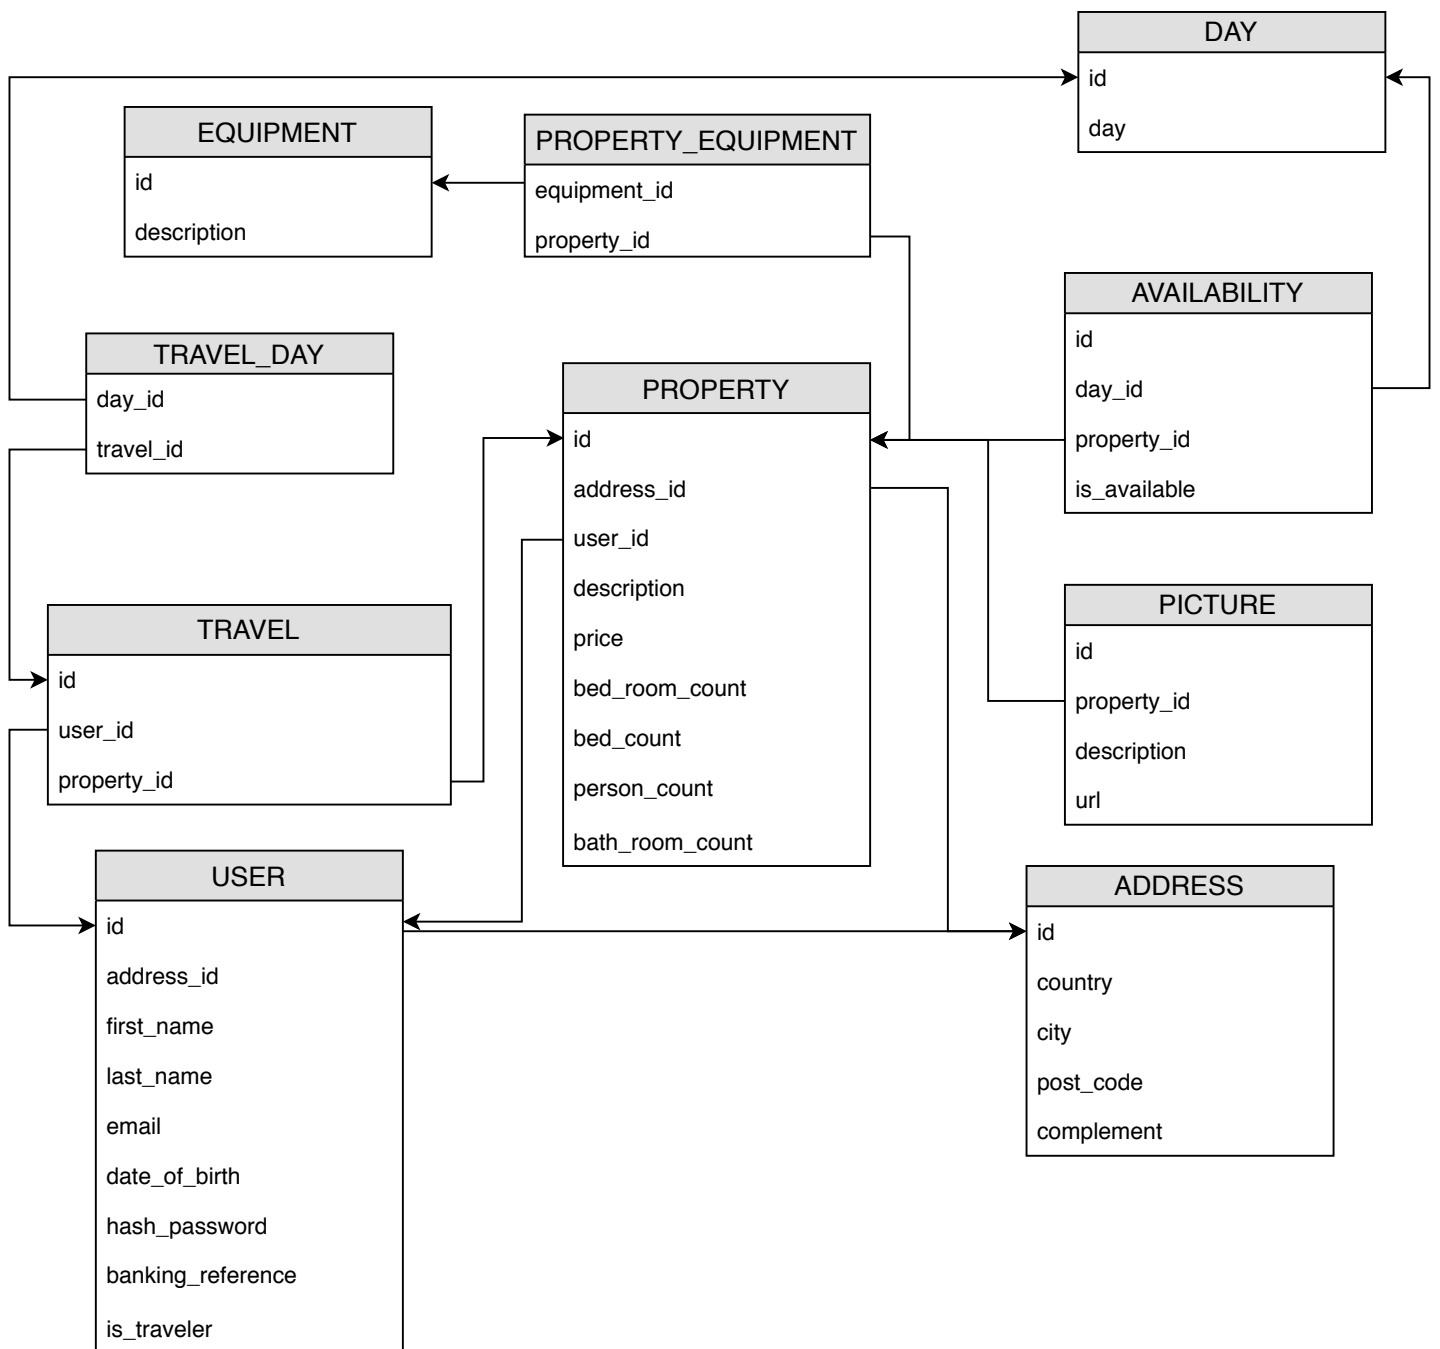 DAY
id
day
EQUIPMENT
id
description
PROPERTY_EQUIPMENT
equipment_id
property_id
AVAILABILITY
id
day_id
property_id
is_available
TRAVEL_DAY
day_id
travel_id
PROPERTY
id
address_id
user_id
description
price
bed_room_count
bed_count
person_count
bath_room_count
TRAVEL
id
user_id
property_id
PICTURE
id
property_id
description
url
USER
id
address_id
first_name
last_name
email
date_of_birth
hash_password
banking_reference
is_traveler
ADDRESS
id
country
city
post_code
complement